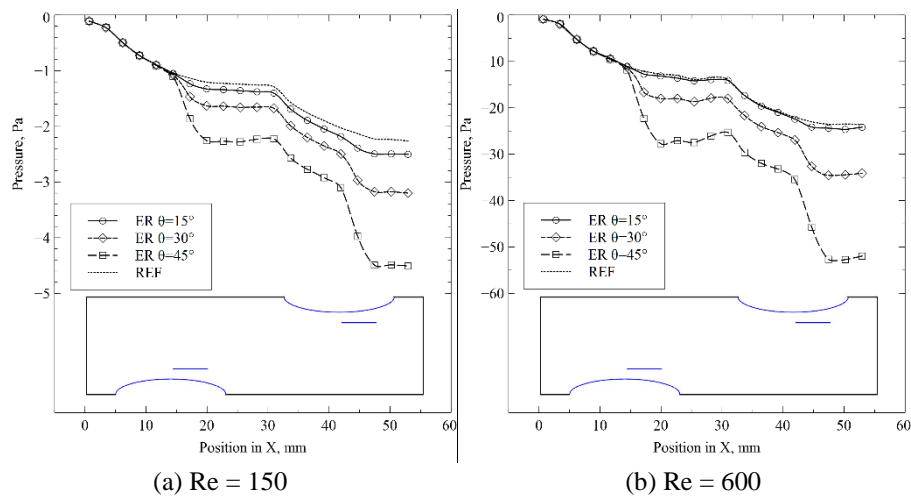 0
−1
−2
−3
−4
−5
Pressure, Pa
ER θ=15°
ER θ=30°
ER θ=45°
REF
0 10 20 30 40 50 60
Position in X, mm
(a) Re = 150
0
−10
−20
−30
−40
−50
−60
Pressure, Pa
ER θ=15°
ER θ=30°
ER θ=45°
REF
0 10 20 30 40 50 60
Position in X, mm
(b) Re = 600